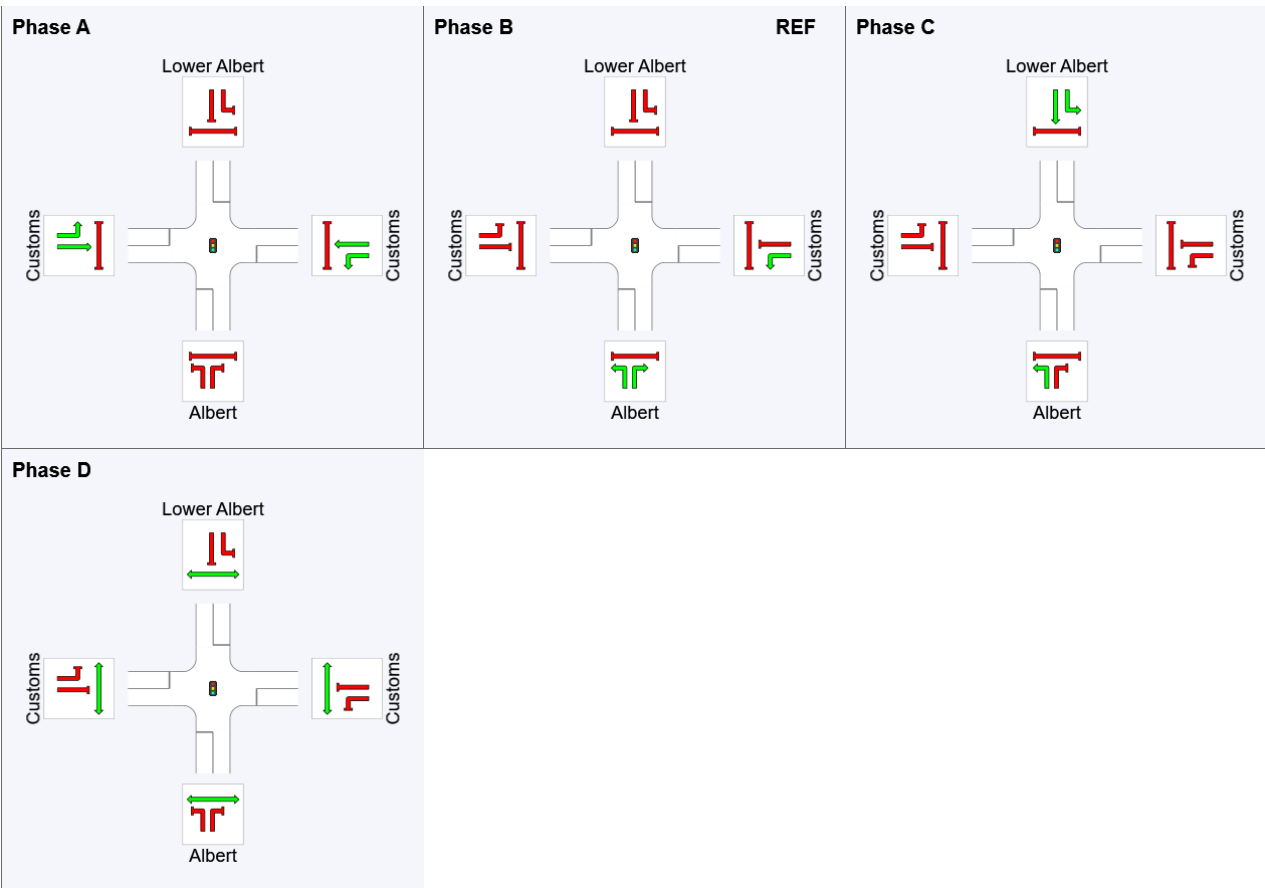 Phase A
Lower Albert
Customs
Customs
Albert
Phase B
REF
Lower Albert
Customs
Customs
Albert
Phase C
Lower Albert
Customs
Customs
Albert
Phase D
Lower Albert
Customs
Customs
Albert